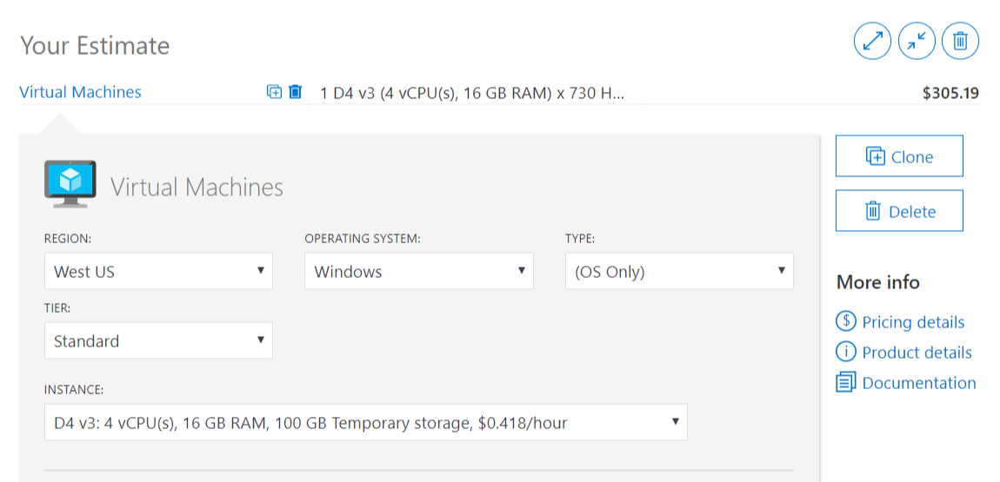 Your Estimate
Virtual Machines 1 D4 v3 (4 vCPU(s), 16 GB RAM) x 730 H... $305.19
Virtual Machines
Clone
Delete
REGION: OPERATING SYSTEM: TYPE:
West US Windows (OS Only)
TIER:
Standard
INSTANCE:
D4 v3: 4 vCPU(s), 16 GB RAM, 100 GB Temporary storage, $0.418/hour
More info
Pricing details
Product details
Documentation